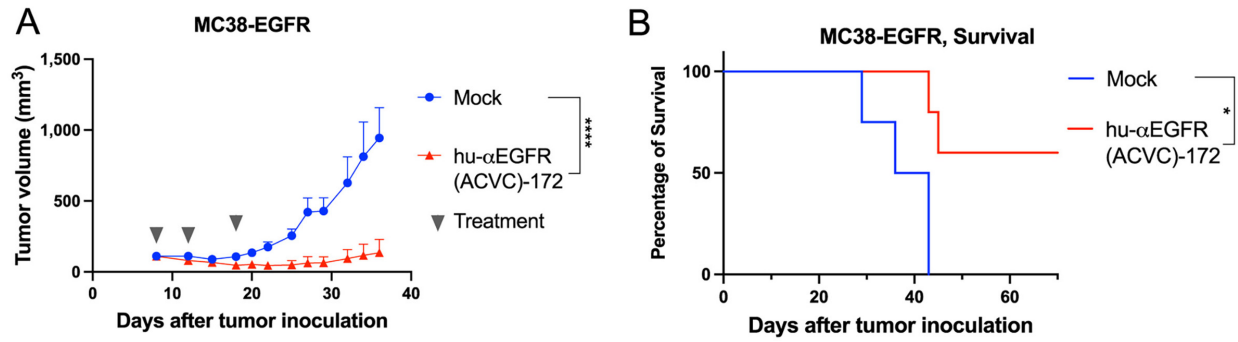 A
MC38-EGFR
Tumor volume (mm³)
1,500
1,000
500
0
0
10
20
30
40
Days after tumor inoculation
Mock
hu-αEGFR
(ACVC)-172
****
Treatment
B
MC38-EGFR, Survival
Percentage of Survival
100
50
0
0
20
40
60
Days after tumor inoculation
Mock
hu-αEGFR
(ACVC)-172
*